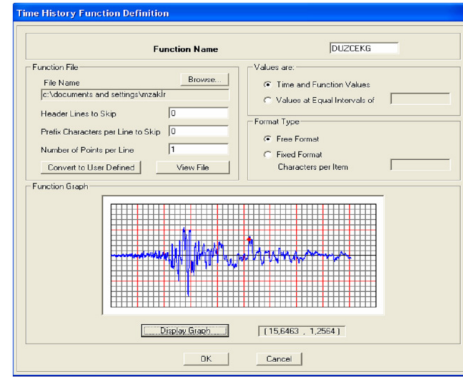 Time History Function Definition
Function Name
DUZCEKG
Function File
File Name
Browse...
c:\documents and settings\mzaklr
Header Lines to Skip
0
Prefix Characters per Line to Skip
0
Number of Points per Line
1
Convert to User Defined
View File
Values are:
Time and Function Values
Values at Equal Intervals of
Format Type
Free Format
Fixed Format
Characters per Item
Function Graph
Display Graph
(15,6463 , 1,2564)
OK
Cancel